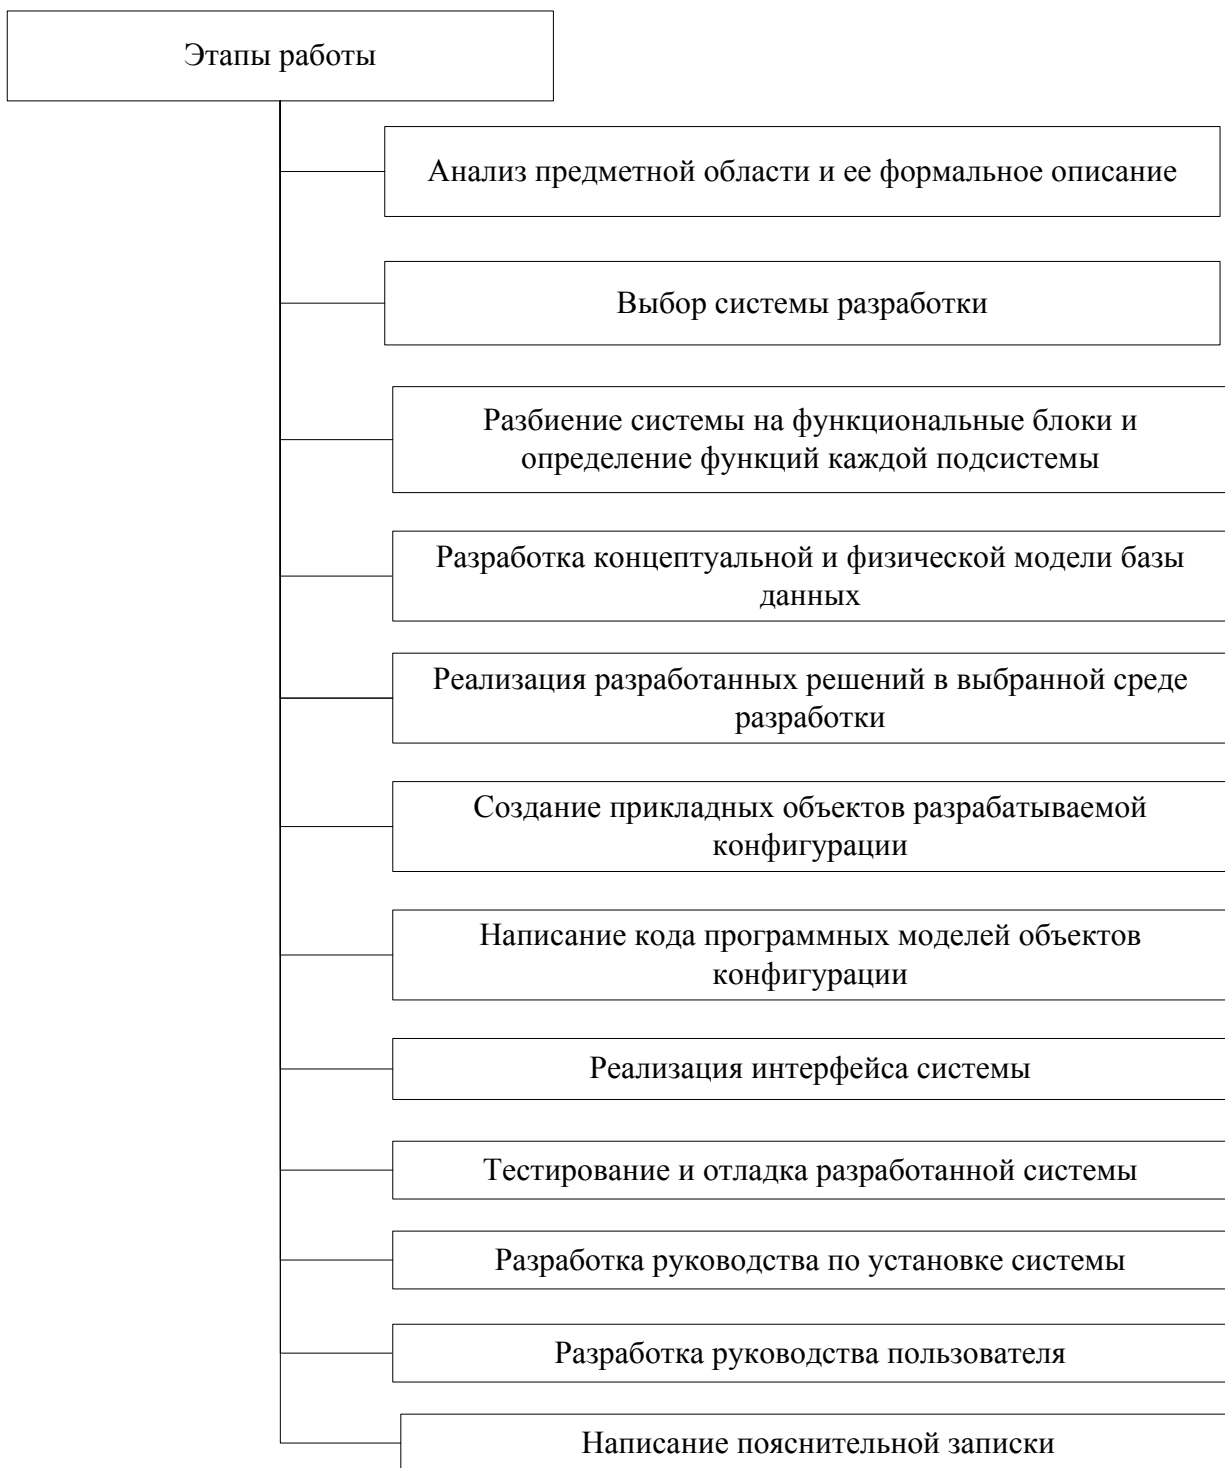 Этапы работы
Анализ предметной области и ее формальное описание
Выбор системы разработки
Разбиение системы на функциональные блоки и
определение функций каждой подсистемы
Разработка концептуальной и физической модели базы
данных
Реализация разработанных решений в выбранной среде
разработки
Создание прикладных объектов разрабатываемой
конфигурации
Написание кода программных моделей объектов
конфигурации
Реализация интерфейса системы
Тестирование и отладка разработанной системы
Разработка руководства по установке системы
Разработка руководства пользователя
Написание пояснительной записки